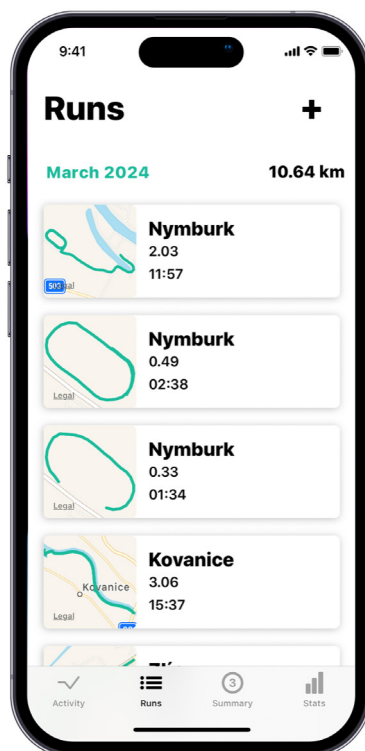 9:41
Runs +
March 2024 10.64 km
Nymburk
2.03
11:57
Nymburk
0.49
02:38
Legal
Nymburk
0.33
01:34
Legal
Kovanice
3.06
15:37
Kovanice
Legal
3
Activity Runs Summary Stats